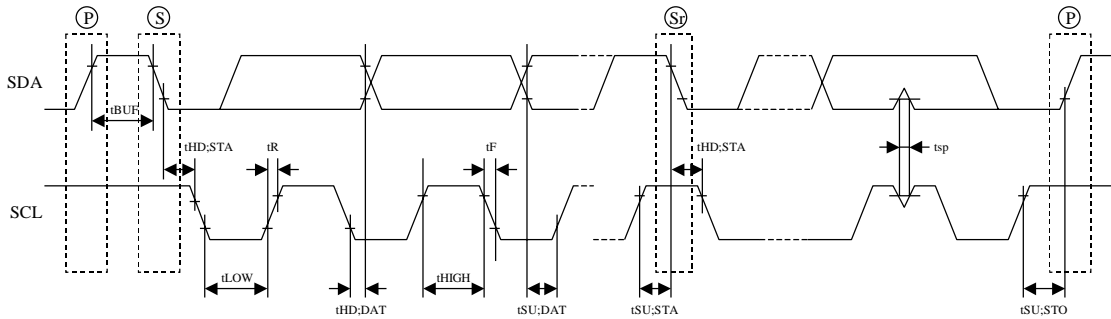 P S Sr P
SDA
tBUF
tHD;STA tR tF tHD;STA tsp
SCL
tLOW tHIGH
tHD;DAT tSU;DAT tSU;STA tSU;STO